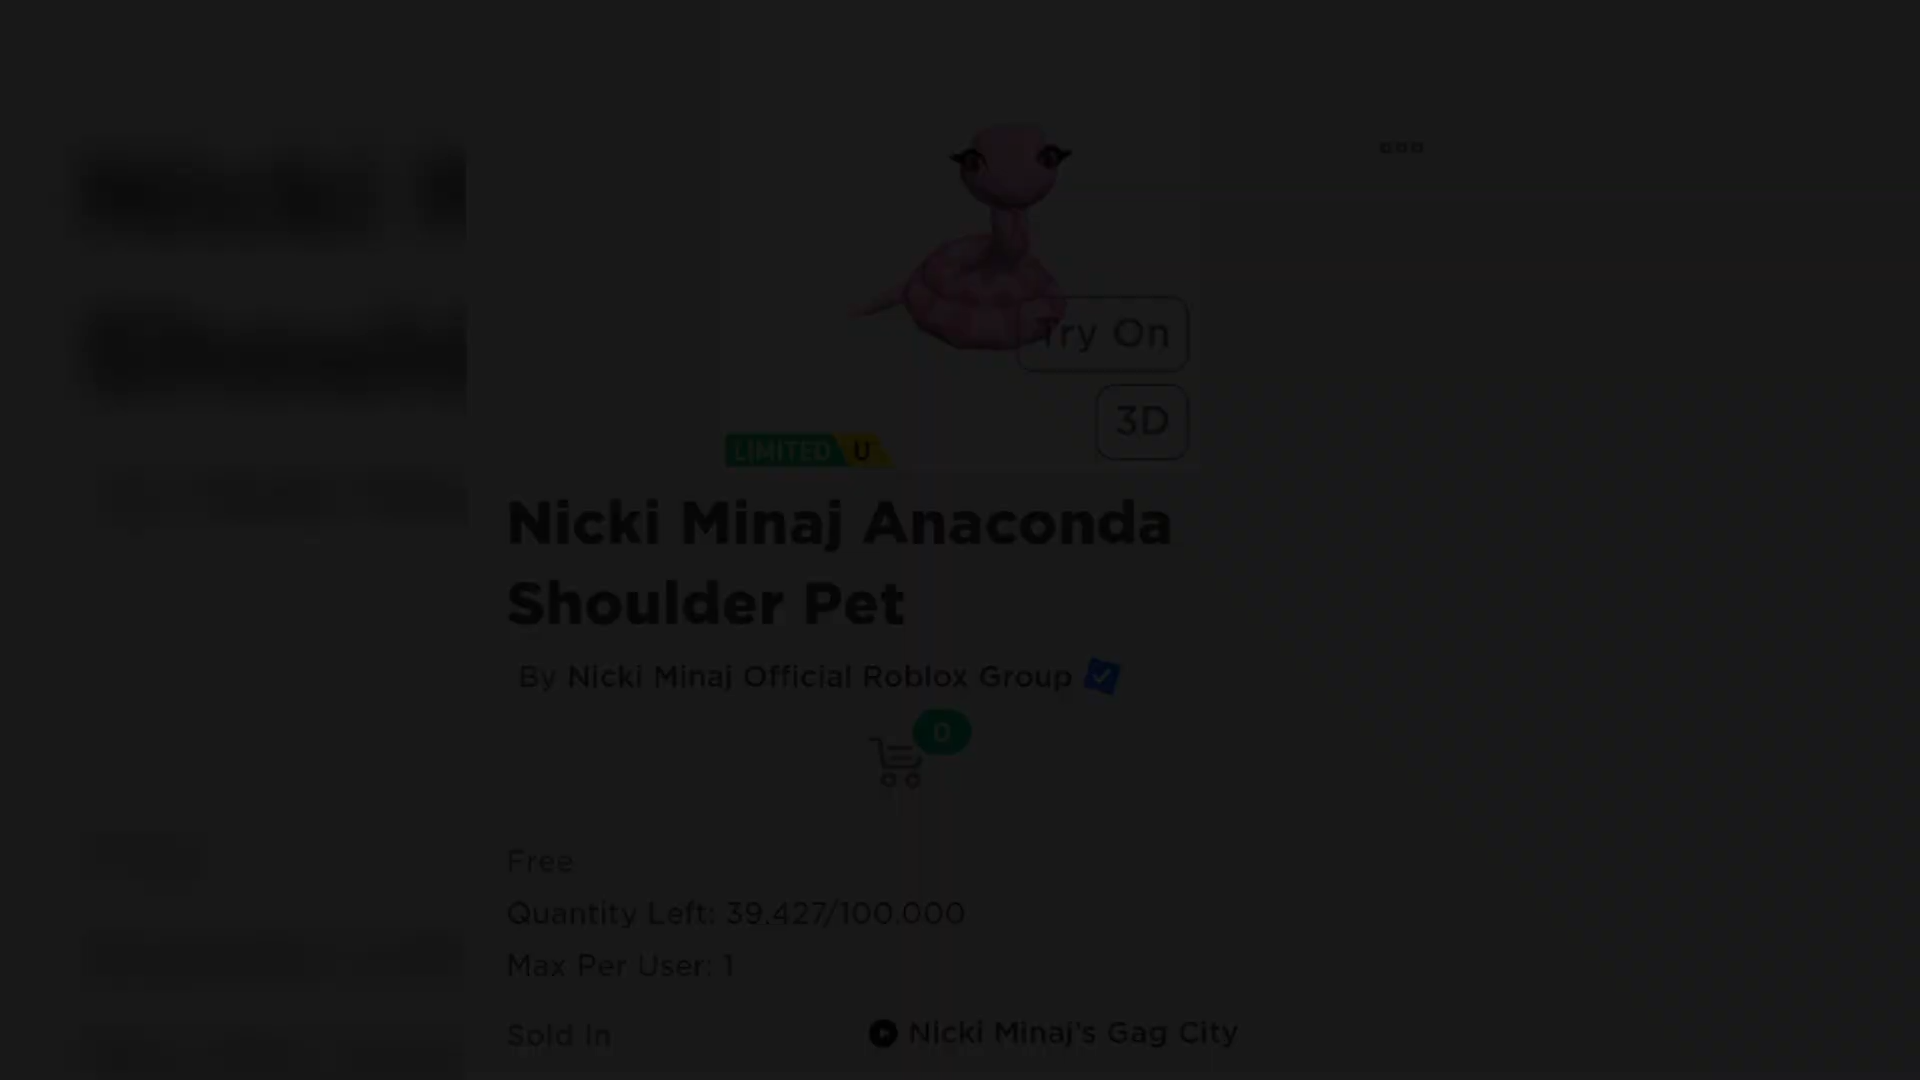 Try On
3D
LIMITED U
Nicki Minaj Anaconda
Shoulder Pet
By Nicki Minaj Official Roblox Group
0
Free
Quantity Left: 39.427/100.000
Max Per User: 1
Sold In Nicki Minaj's Gag City